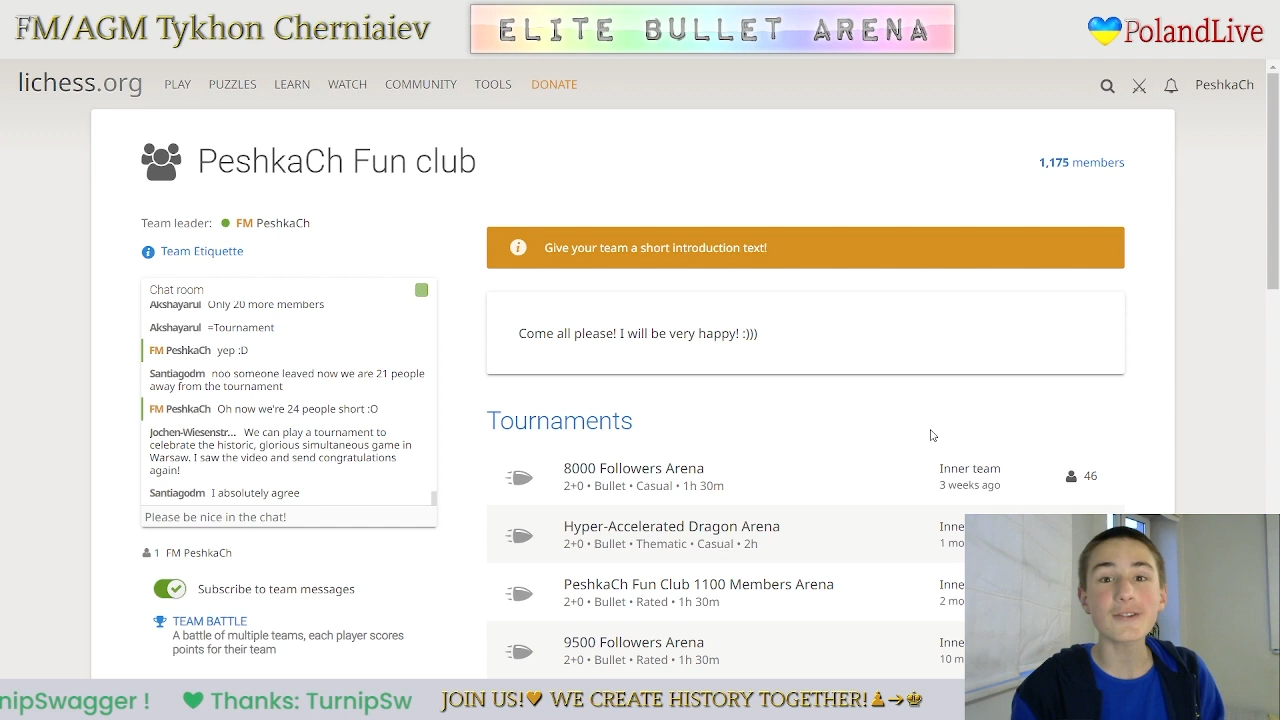 FM/AGM Tykhon Cherniaiev
ELITE BULLET ARENA
PolandLive
lichess.org PLAY PUZZLES LEARN WATCH COMMUNITY TOOLS DONATE PeshkaCh
PeshkaCh Fun club
1,175 members
Team leader: FM PeshkaCh
Team Etiquette
Give your team a short introduction text!
Chat room
Akshayarul Only 20 more members
Akshayarul =Tournament
FM PeshkaCh yep :D
Santiagodm noo someone leaved now we are 21 people
away from the tournament
FM PeshkaCh Oh now we're 24 people short :O
Jochen-Wiesenstr... We can play a tournament to
celebrate the historic, glorious simultaneous game in
Warsaw. I saw the video and send congratulations
again!
Santiagodm I absolutely agree
Please be nice in the chat!
1 FM PeshkaCh
Subscribe to team messages
TEAM BATTLE
A battle of multiple teams, each player scores
points for their team
Come all please! I will be very happy! :)))
Tournaments
8000 Followers Arena
2+0 • Bullet • Casual • 1h 30m
Inner team
3 weeks ago
46
Hyper-Accelerated Dragon Arena
2+0 • Bullet • Thematic • Casual • 2h
Inne
1 mo
PeshkaCh Fun Club 1100 Members Arena
2+0 • Bullet • Rated • 1h 30m
Inne
2 mo
9500 Followers Arena
2+0 • Bullet • Rated • 1h 30m
Inne
10 m
nipSwagger ! Thanks: TurnipSw
JOIN US!🧡 WE CREATE HISTORY TOGETHER!♟→♚